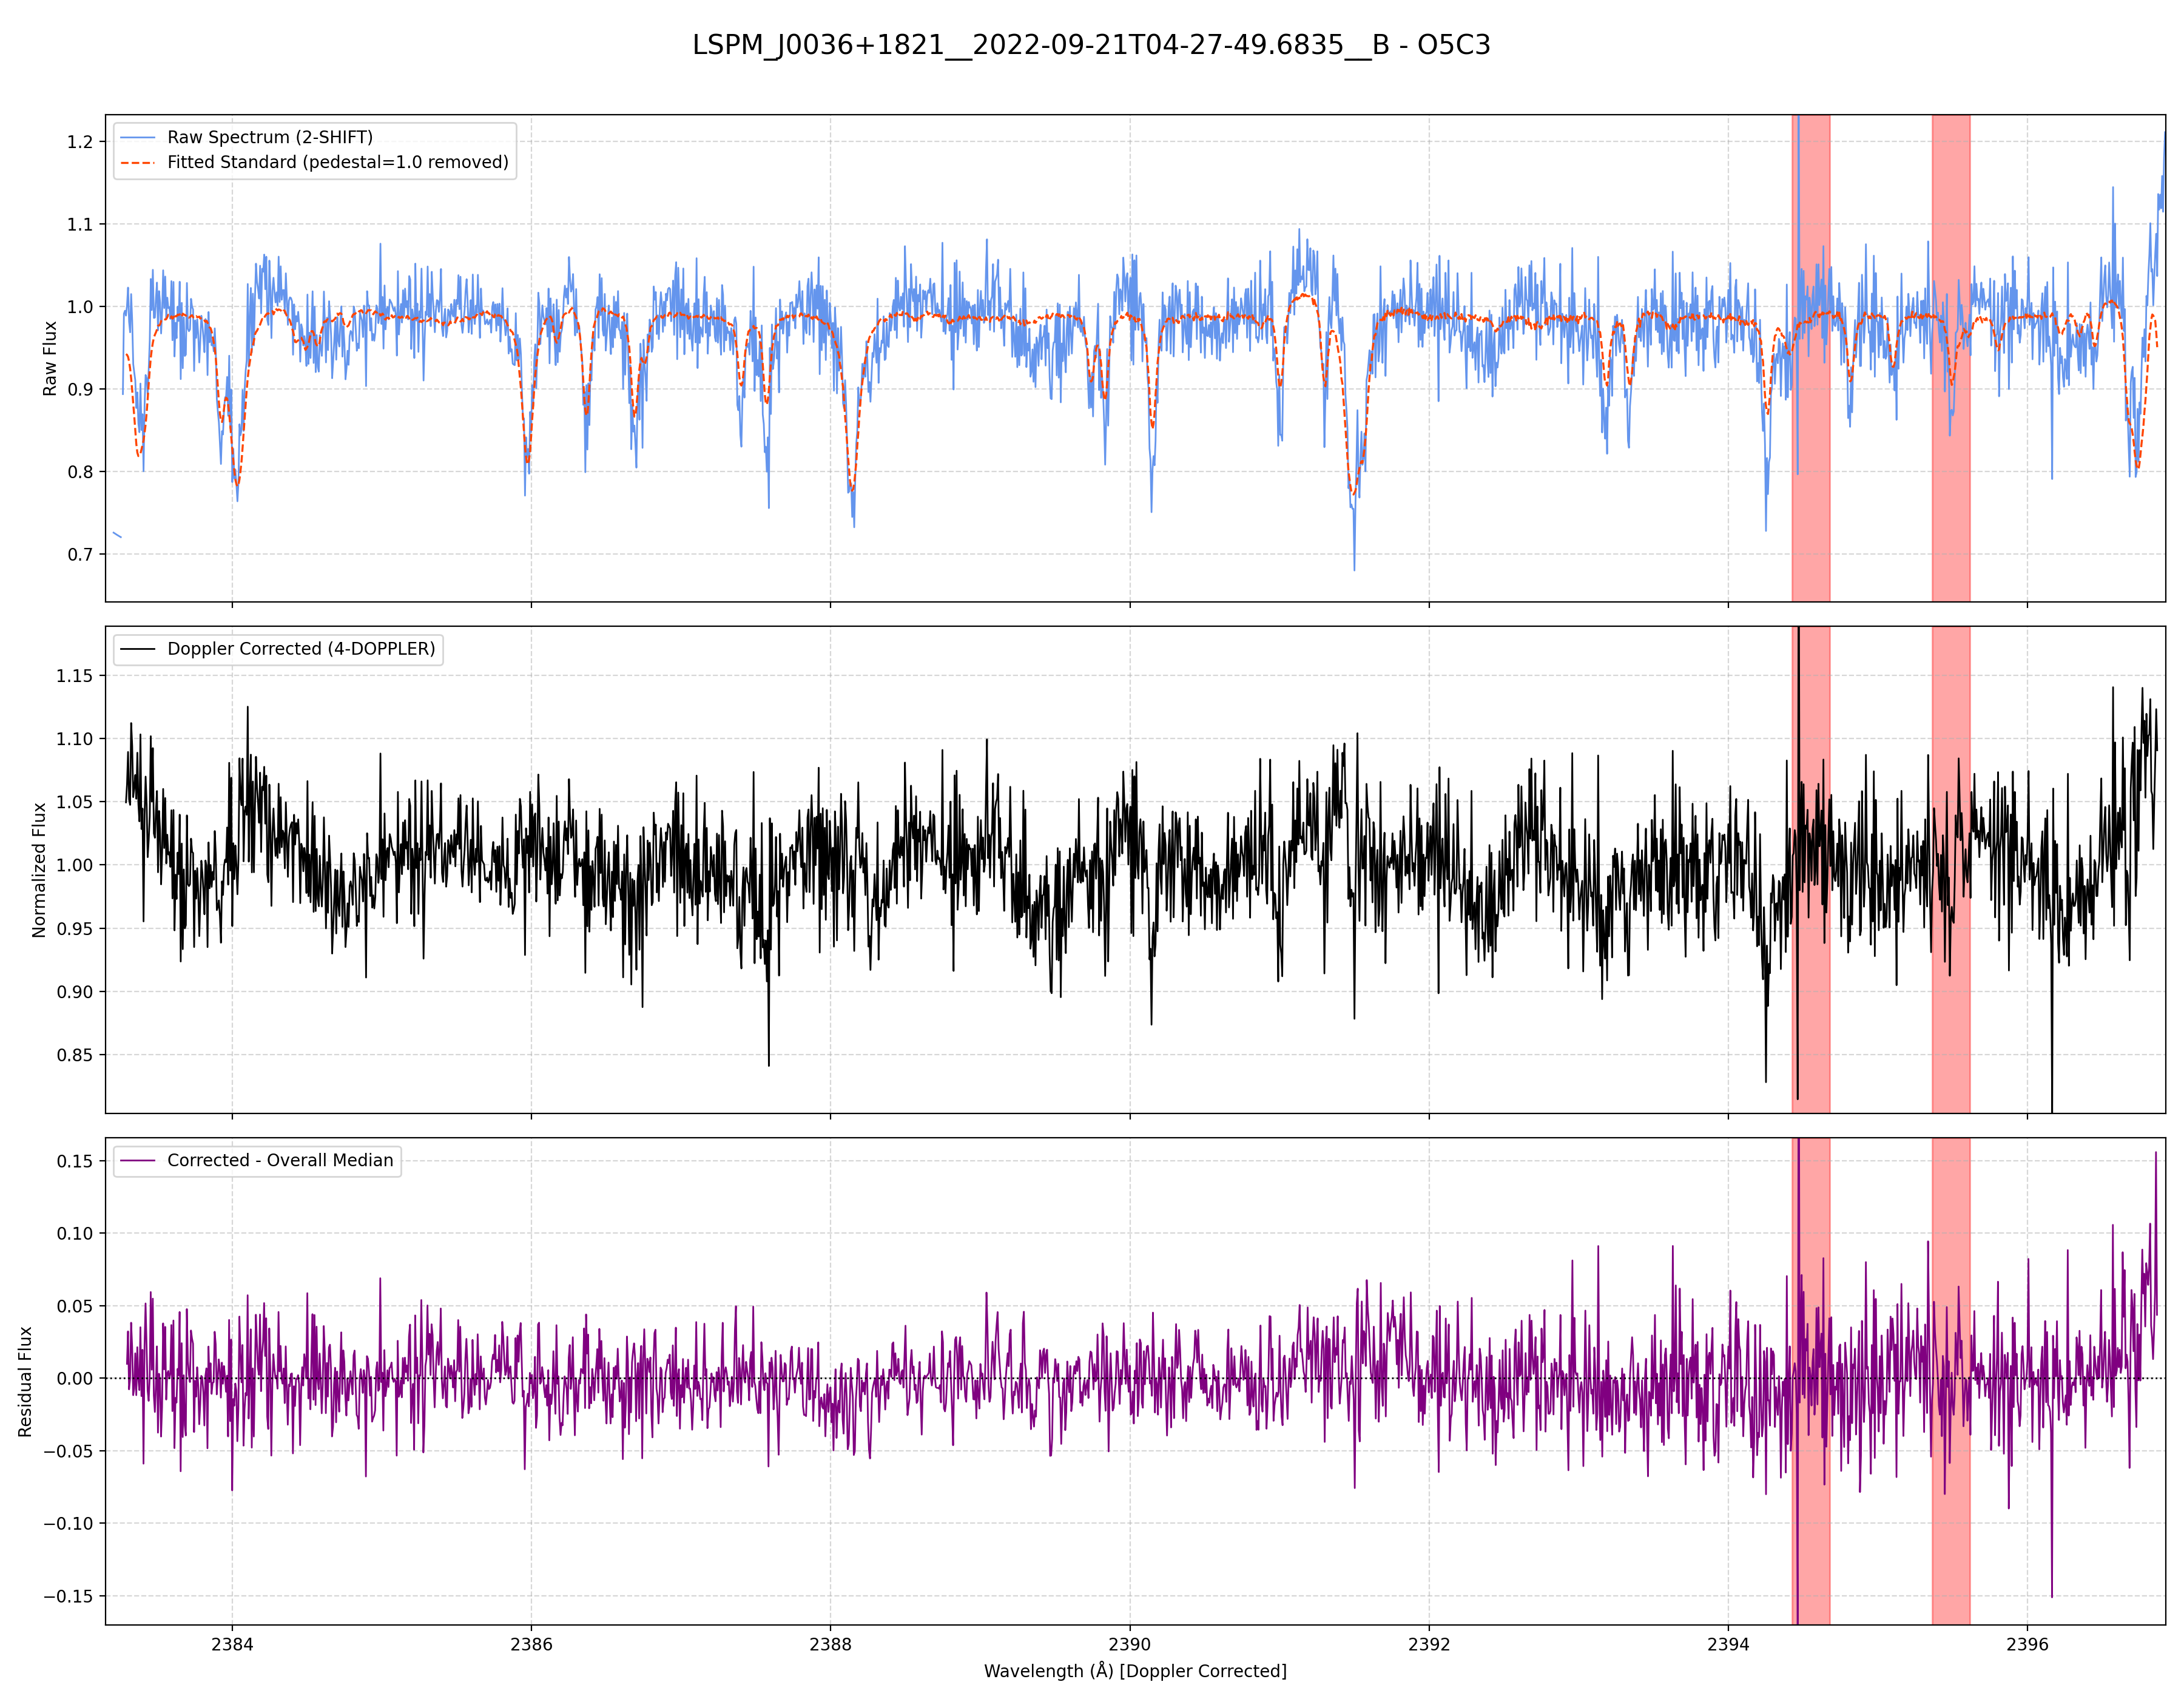 LSPM_J0036+1821__2022-09-21T04-27-49.6835__B - O5C3
Raw Spectrum (2-SHIFT)
Fitted Standard (pedestal=1.0 removed)
1.2
1.1
1.0
0.9
0.8
0.7
Raw Flux
Doppler Corrected (4-DOPPLER)
1.15
1.10
1.05
1.00
0.95
0.90
0.85
Normalized Flux
Corrected - Overall Median
0.15
0.10
0.05
0.00
−0.05
−0.10
−0.15
Residual Flux
2384 2386 2388 2390 2392 2394 2396
Wavelength (Å) [Doppler Corrected]